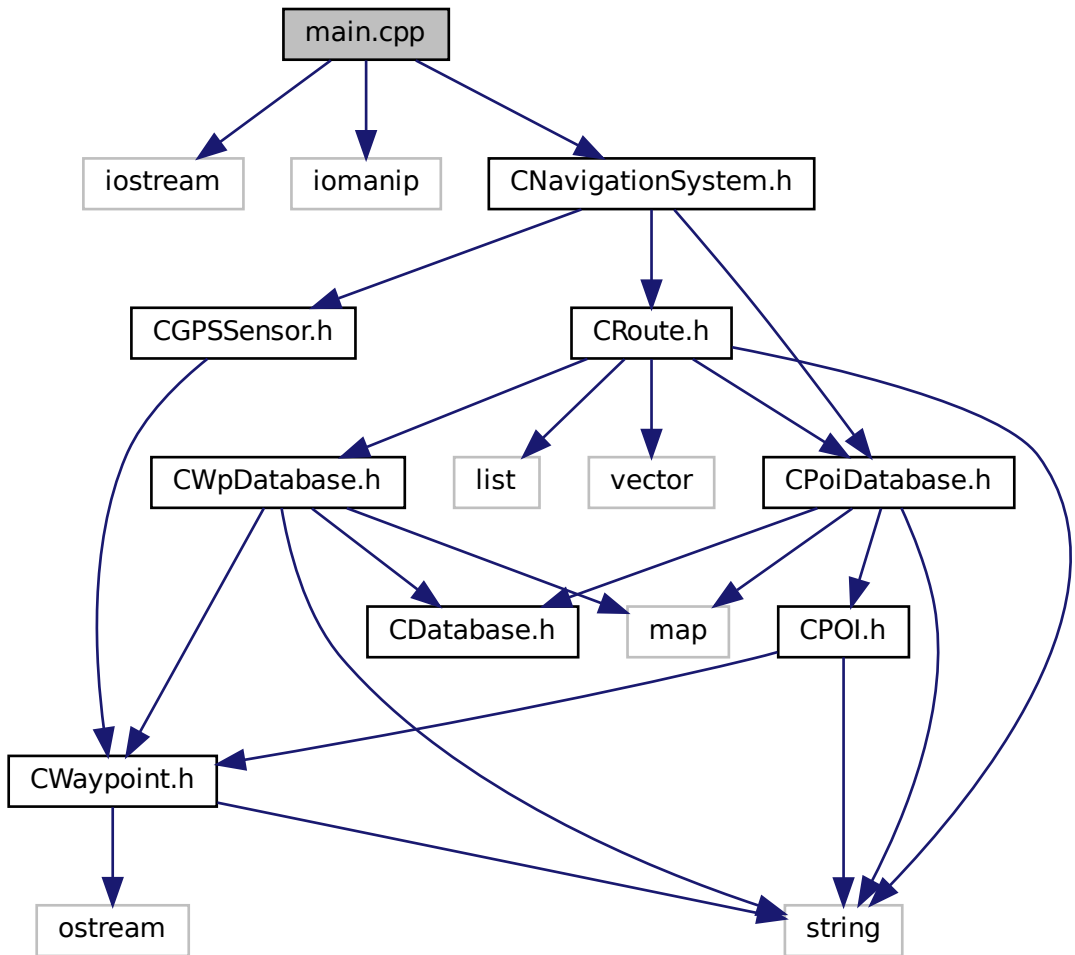 main.cpp
iostream
iomanip
CNavigationSystem.h
CGPSSensor.h
CRoute.h
CWpDatabase.h
list
vector
CPoiDatabase.h
CDatabase.h
map
CPOI.h
CWaypoint.h
ostream
string